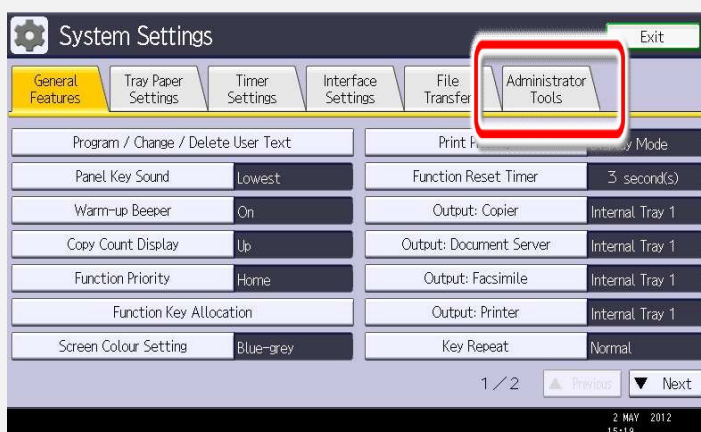 System Settings
Exit
General
Features
Tray Paper
Settings
Timer
Settings
Interface
Settings
File
Transfer
Administrator
Tools
Program / Change / Delete User Text
Print
Mode
Panel Key Sound
Lowest
Function Reset Timer
3 second(s)
Warm-up Beeper
On
Output: Copier
Internal Tray 1
Copy Count Display
Up
Output: Document Server
Internal Tray 1
Function Priority
Home
Output: Facsimile
Internal Tray 1
Function Key Allocation
Output: Printer
Internal Tray 1
Screen Colour Setting
Blue-grey
Key Repeat
Normal
1/2
▲ Previous
▼ Next
2 MAY 2012
15:19